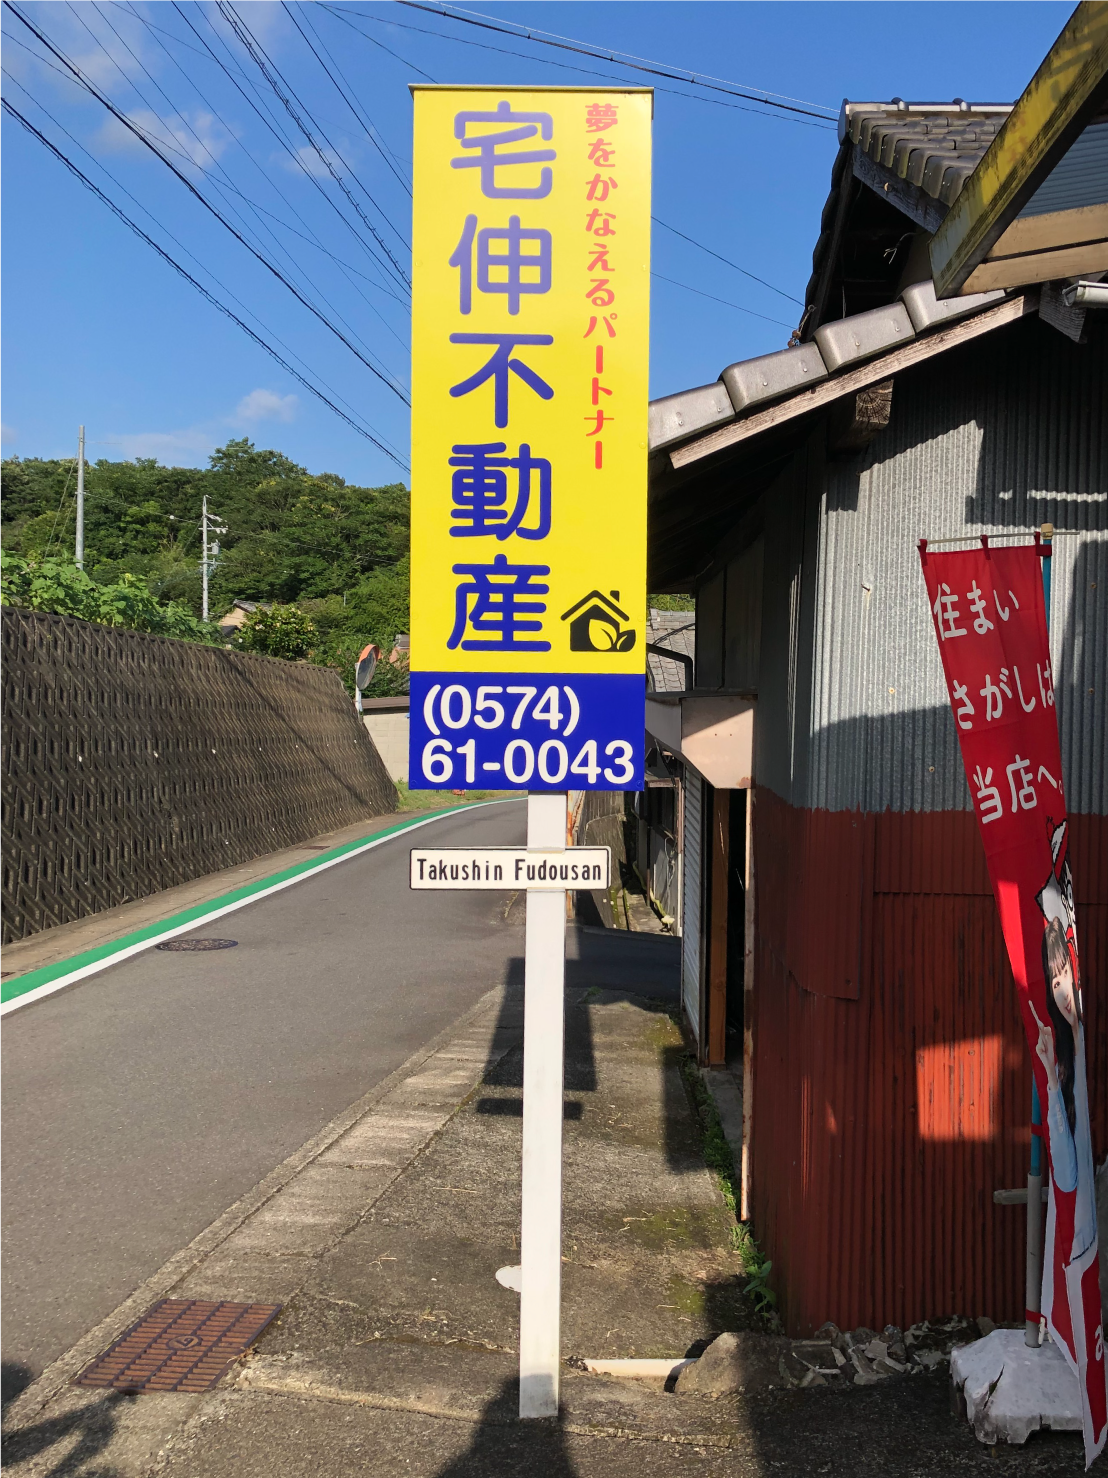 夢をかなえるパートナー
宅伸不動産
(0574)
61-0043
Takushin Fudousan
住まい
さがしは
当店へ。